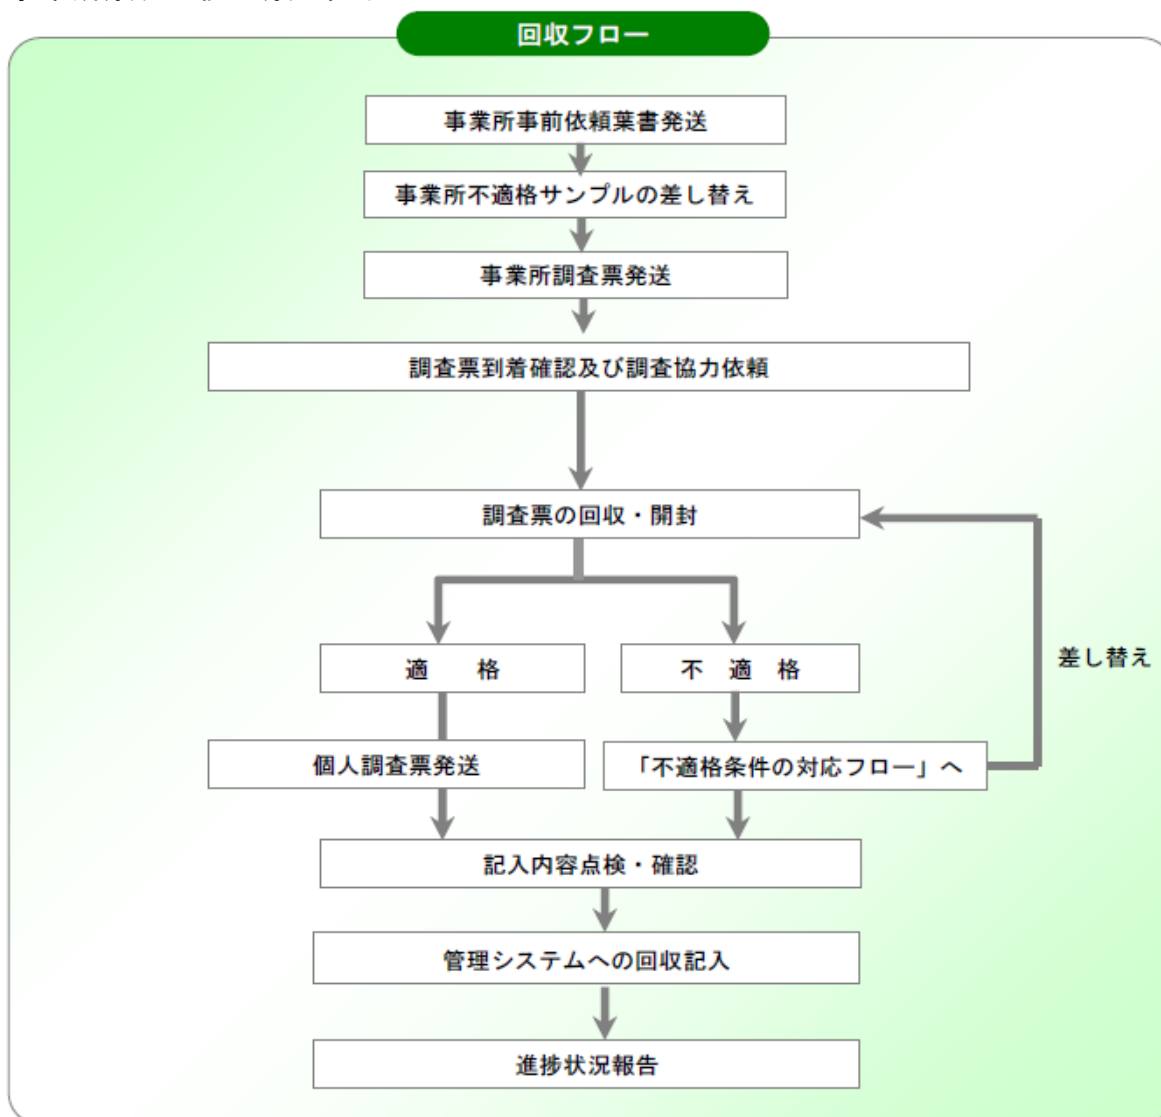 回収フロー
事業所事前依頼葉書発送
事業所不適格サンプルの差し替え
事業所調査票発送
調査票到着確認及び調査協力依頼
調査票の回収・開封
適　　格
不　適　格
差し替え
個人調査票発送
「不適格条件の対応フロー」へ
記入内容点検・確認
管理システムへの回収記入
進捗状況報告